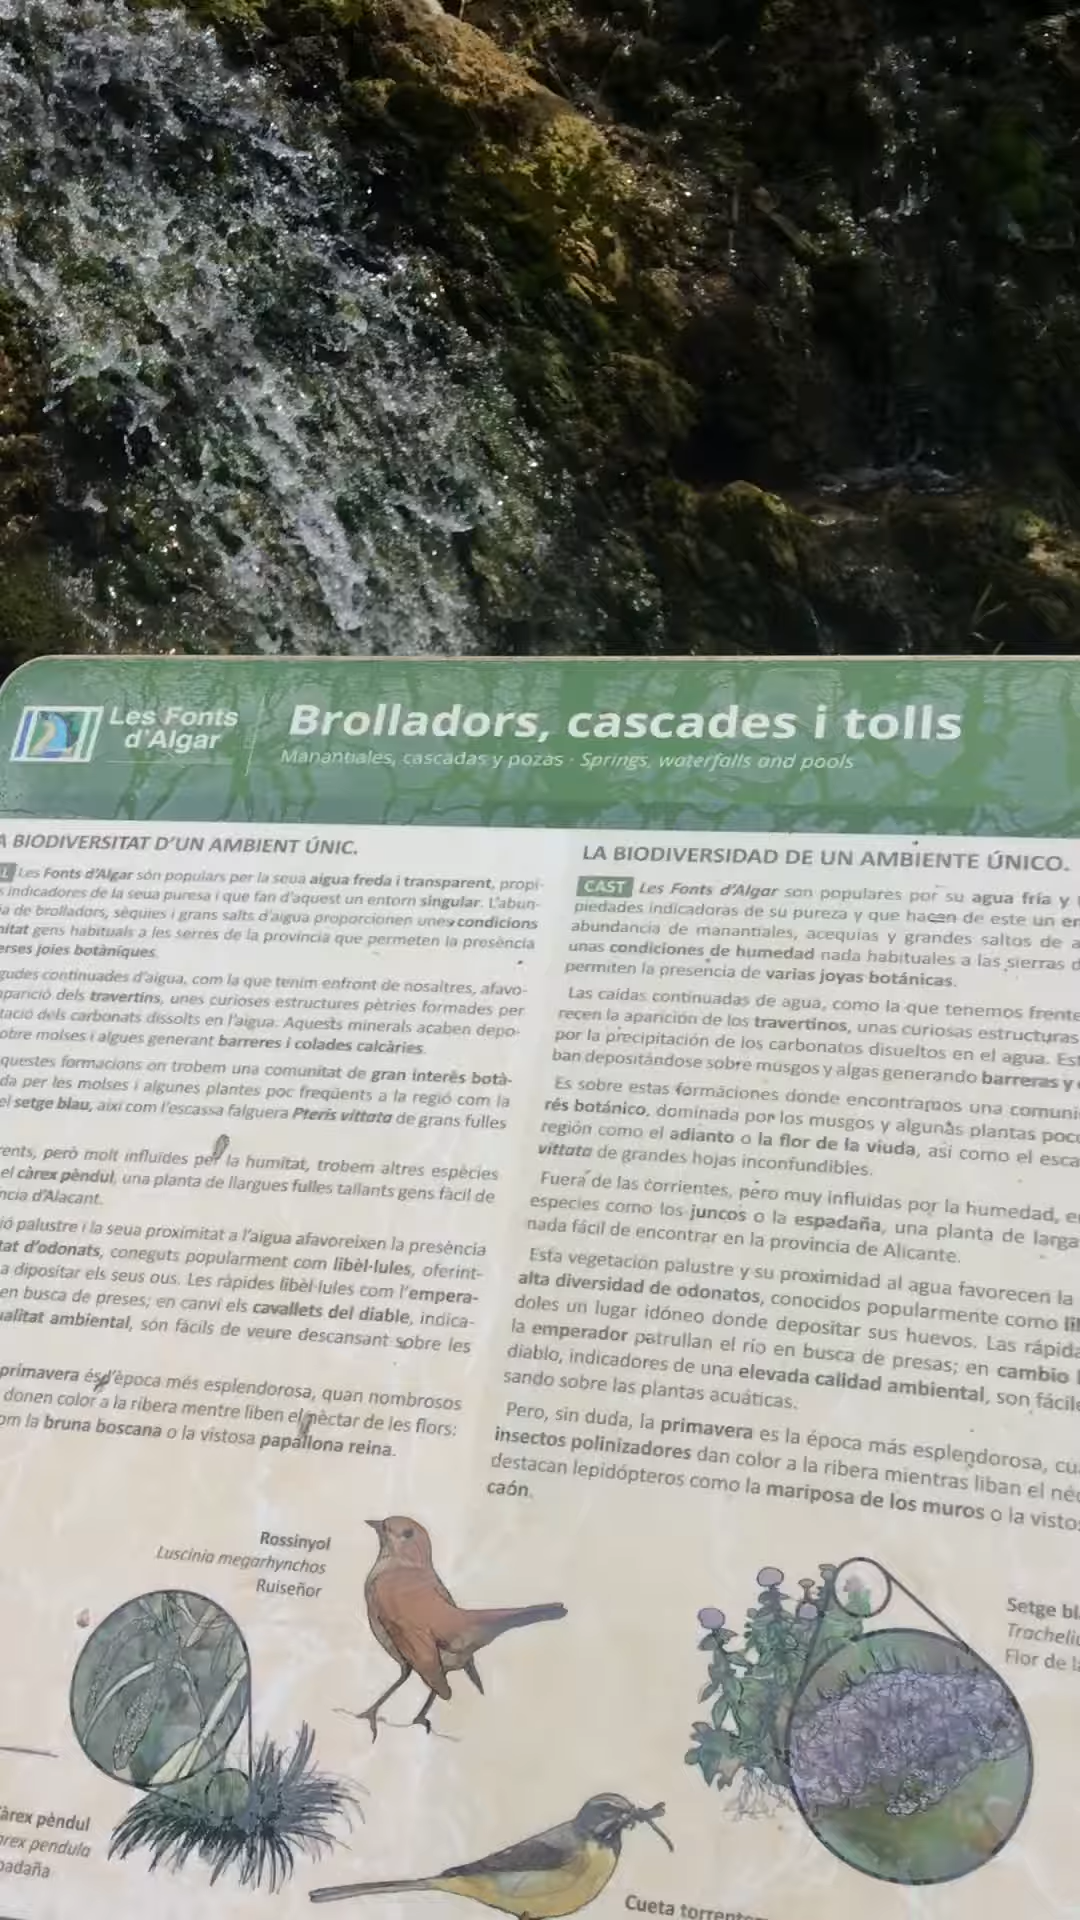 Les Fonts
d'Algar
Brolladors, cascades i tolls
Manantiales, cascadas y pozas · Springs, waterfalls and pools
A BIODIVERSITAT D'UN AMBIENT ÚNIC.
Les Fonts d'Algar són populars per la seua aigua freda i transparent, propi-
s indicadores de la seua puresa i que fan d'aquest un entorn singular. L'abun-
a de brolladors, sèquies i grans salts d'aigua proporcionen unes condicions
mitat gens habituals a les serres de la província que permeten la presència
erses joies botàniques.
gudes continuades d'aigua, com la que tenim enfront de nosaltres, afavo-
aparició dels travertins, unes curioses estructures pètries formades per
tació dels carbonats dissolts en l'aigua. Aquests minerals acaben depo-
obre molses i algues generant barreres i colades calcàries.
questes formacions on trobem una comunitat de gran interès botà-
da per les molses i algunes plantes poc freqüents a la regió com la
el setge blau, així com l'escassa falguera Pteris vittata de grans fulles
rents, però molt influïdes per la humitat, trobem altres espècies
el càrex pèndul, una planta de llargues fulles tallants gens fàcil de
ncia d'Alacant.
ió palustre i la seua proximitat a l'aigua afavoreixen la presència
tat d'odonats, coneguts popularment com libèl·lules, oferint-
a dipositar els seus ous. Les ràpides libèl·lules com l'empera-
en busca de preses; en canvi els cavallets del diable, indica-
ualitat ambiental, són fàcils de veure descansant sobre les
primavera és l'època més esplendorosa, quan nombrosos
donen color a la ribera mentre liben el nèctar de les flors:
om la bruna boscana o la vistosa papallona reina.
LA BIODIVERSIDAD DE UN AMBIENTE ÚNICO.
CAST Les Fonts d'Algar son populares por su agua fría y
piedades indicadoras de su pureza y que hacen de este un en
abundancia de manantiales, acequias y grandes saltos de a
unas condiciones de humedad nada habituales a las sierras d
permiten la presencia de varias joyas botánicas.
Las caídas continuadas de agua, como la que tenemos frente
recen la aparición de los travertinos, unas curiosas estructuras
por la precipitación de los carbonatos disueltos en el agua. Est
ban depositándose sobre musgos y algas generando barreras y
Es sobre estas formaciones donde encontramos una comuni
rés botánico, dominada por los musgos y algunas plantas poco
región como el adianto o la flor de la viuda, así como el esca
vittata de grandes hojas inconfundibles.
Fuera de las corrientes, pero muy influidas por la humedad, e
especies como los juncos o la espadaña, una planta de larga
nada fácil de encontrar en la provincia de Alicante.
Esta vegetación palustre y su proximidad al agua favorecen la
alta diversidad de odonatos, conocidos popularmente como lib
doles un lugar idóneo donde depositar sus huevos. Las rápida
la emperador patrullan el río en busca de presas; en cambio l
diablo, indicadores de una elevada calidad ambiental, son fácile
sando sobre las plantas acuáticas.
Pero, sin duda, la primavera es la época más esplendorosa, cu
insectos polinizadores dan color a la ribera mientras liban el néc
destacan lepidópteros como la mariposa de los muros o la visto
caón.
Rossinyol
Luscinia megarhynchos
Ruiseñor
Setge bl
Tracheliu
Flor de la
àrex pèndul
arex pendula
padaña
Cueta torrenter